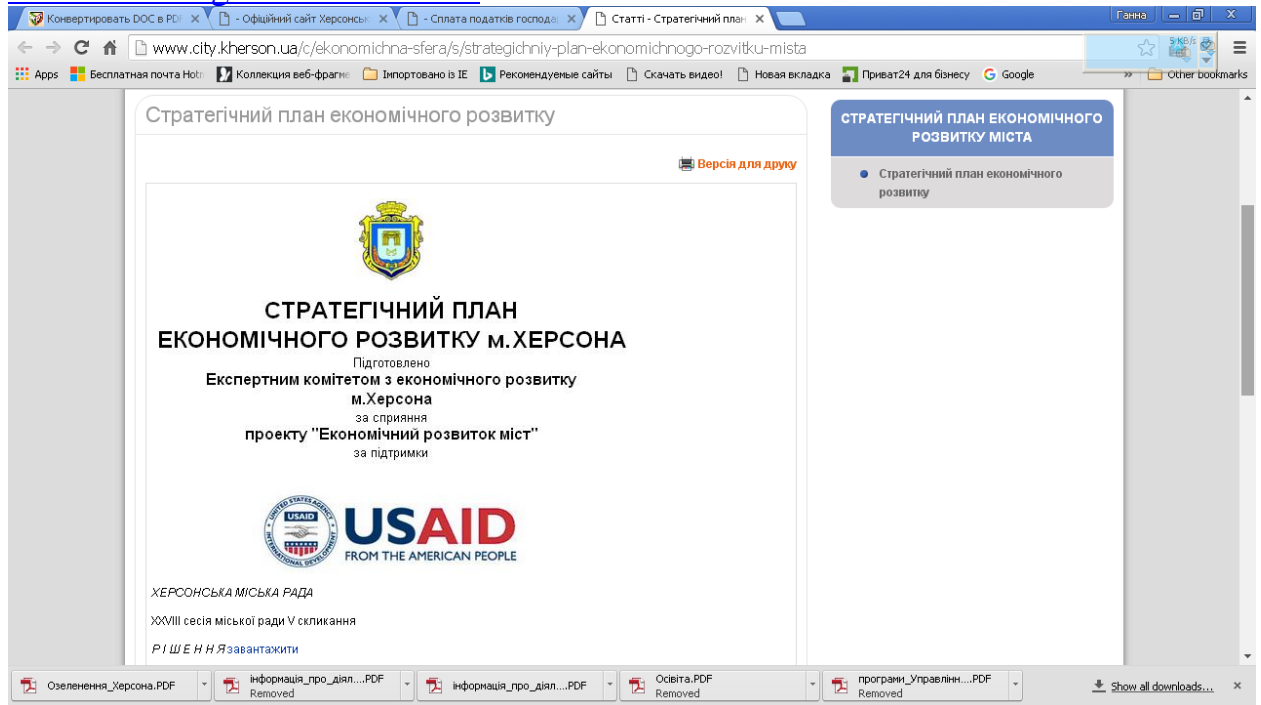 Конвертировать DOC в PDF
- Офіційний сайт Херсонсь
- Сплата податків господа
Статті - Стратегічний план
Ганна
www.city.kherson.ua/c/ekonomichna-sfera/s/strategichniy-plan-ekonomichnogo-rozvitku-mista
Apps
Бесплатная почта Hotr
Коллекция веб-фрагме
Імпортовано із IE
Рекомендуемые сайты
Скачать видео!
Новая вкладка
Приват24 для бізнесу
Google
»
Other bookmarks
Стратегічний план економічного розвитку
Версія для друку
СТРАТЕГІЧНИЙ ПЛАН
ЕКОНОМІЧНОГО РОЗВИТКУ м.ХЕРСОНА
Підготовлено
Експертним комітетом з економічного розвитку
м.Херсона
за сприяння
проекту "Економічний розвиток міст"
за підтримки
USAID
USAID
FROM THE AMERICAN PEOPLE
ХЕРСОНСЬКА МІСЬКА РАДА
XXVIII сесія міської ради V скликання
Р І Ш Е Н Н Я завантажити
СТРАТЕГІЧНИЙ ПЛАН ЕКОНОМІЧНОГО
РОЗВИТКУ МІСТА
Стратегічний план економічного
розвитку
Озеленення_Херсона.PDF
інформація_про_діял....PDF
Removed
інформація_про_діял....PDF
Освіта.PDF
Removed
програми_Управлінн....PDF
Removed
Show all downloads...